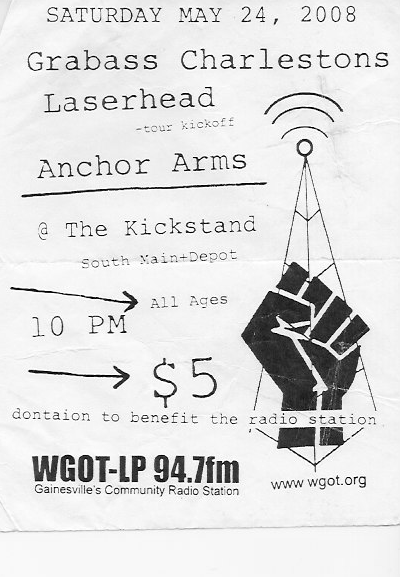 SATURDAY MAY 24, 2008
Grabass Charlestons
Laserhead
-tour kickoff
Anchor Arms
@ The Kickstand
South Main+Depot
All Ages
10 PM
$5
dontaion to benefit the radio station
WGOT-LP 94.7fm
Gainesville's Community Radio Station
www wgot.org